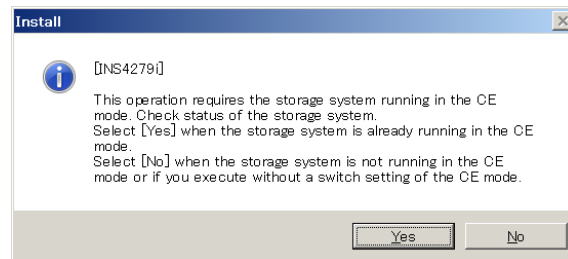 Install
[INS4279i]
This operation requires the storage system running in the CE
mode. Check status of the storage system.
Select [Yes] when the storage system is already running in the CE
mode.
Select [No] when the storage system is not running in the CE
mode or if you execute without a switch setting of the CE mode.
Yes
No